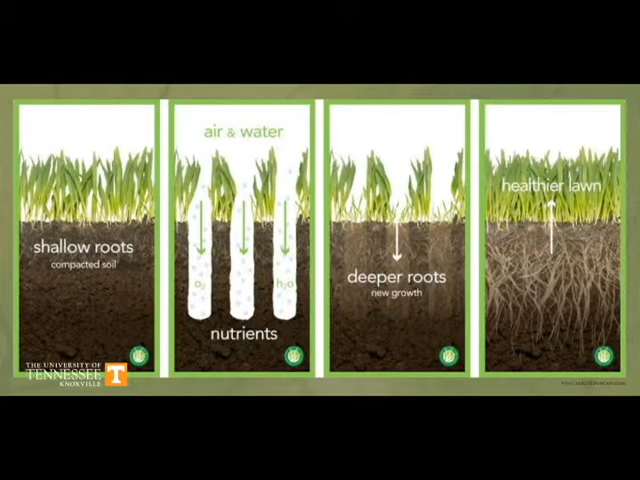 shallow roots
compacted soil
air & water
o₂
h₂o
nutrients
deeper roots
new growth
healthier lawn
THE UNIVERSITY OF
TENNESSEE
KNOXVILLE
T